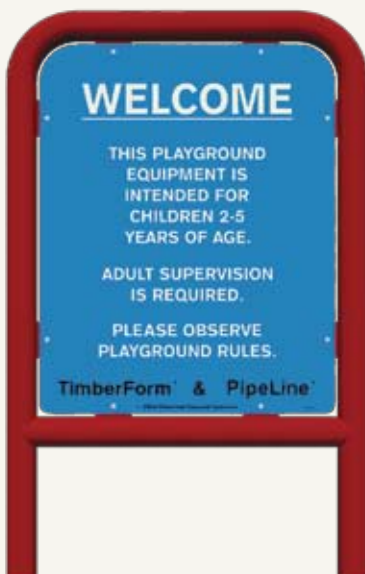 WELCOME
THIS PLAYGROUND
EQUIPMENT IS
INTENDED FOR
CHILDREN 2-5
YEARS OF AGE.
ADULT SUPERVISION
IS REQUIRED.
PLEASE OBSERVE
PLAYGROUND RULES.
TimberForm & PipeLine